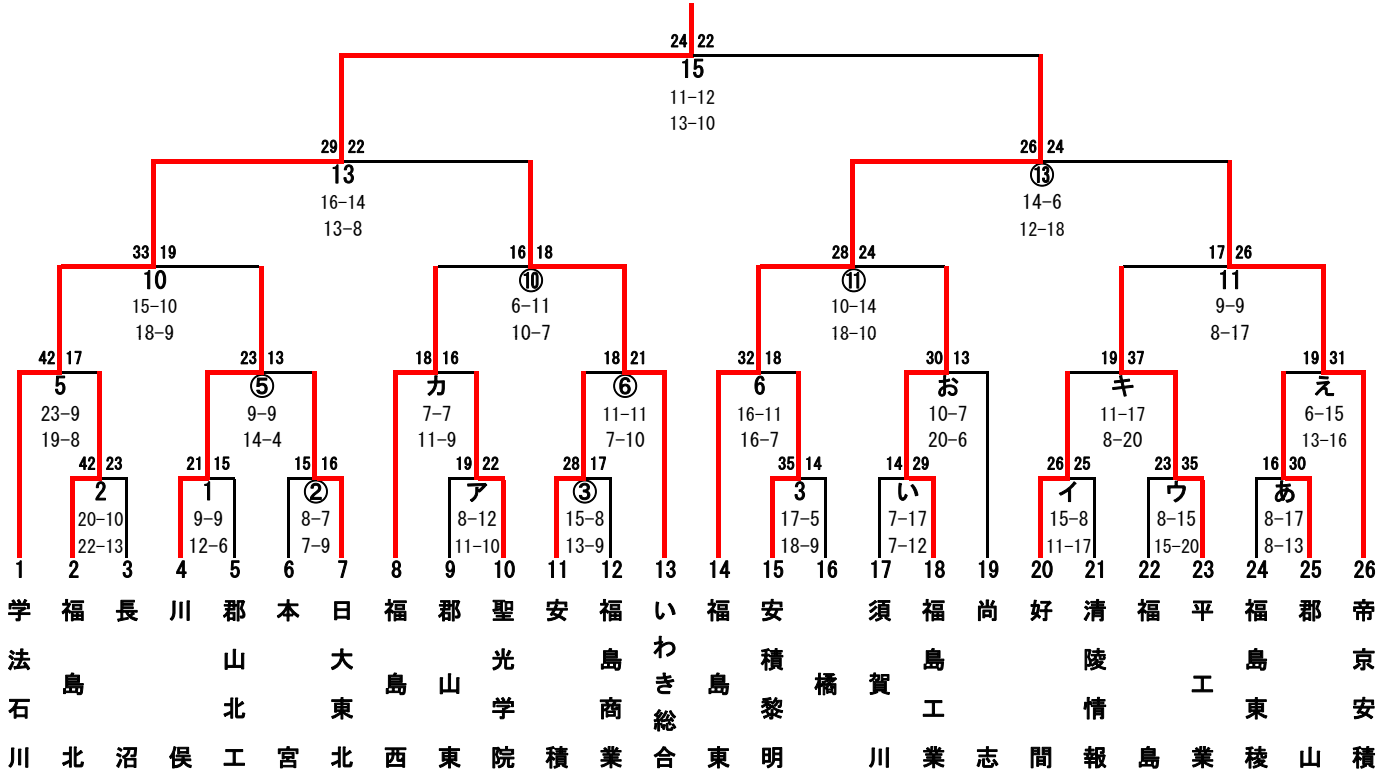 24 22
15
11-12
13-10
29 22
13
16-14
13-8
26 24
⑬
14-6
12-18
33 19
10
15-10
18-9
16 18
⑩
6-11
10-7
28 24
⑪
10-14
18-10
17 26
11
9-9
8-17
42 17
5
23-9
19-8
23 13
⑤
9-9
14-4
18 16
カ
7-7
11-9
18 21
⑥
11-11
7-10
32 18
6
16-11
16-7
30 13
お
10-7
20-6
19 37
キ
11-17
8-20
19 31
え
6-15
13-16
42 23
2
20-10
22-13
21 15
1
9-9
12-6
15 16
②
8-7
7-9
19 22
ア
8-12
11-10
28 17
③
15-8
13-9
35 14
3
17-5
18-9
14 29
い
7-17
7-12
26 25
イ
15-8
11-17
23 35
ウ
8-15
15-20
16 30
あ
8-17
8-13
1 2 3 4 5 6 7 8 9 10 11 12 13 14 15 16 17 18 19 20 21 22 23 24 25 26
学法石川
福島北
長沼
川俣
郡山北工
本宮
日大東北
福島西
郡山東
聖光学院
安積
福島商業
いわき総合
福島東
安積黎明
橘
須賀川
福島工業
尚志
好間
清陵情報
福島
平工業
福島東稜
郡山
帝京安積